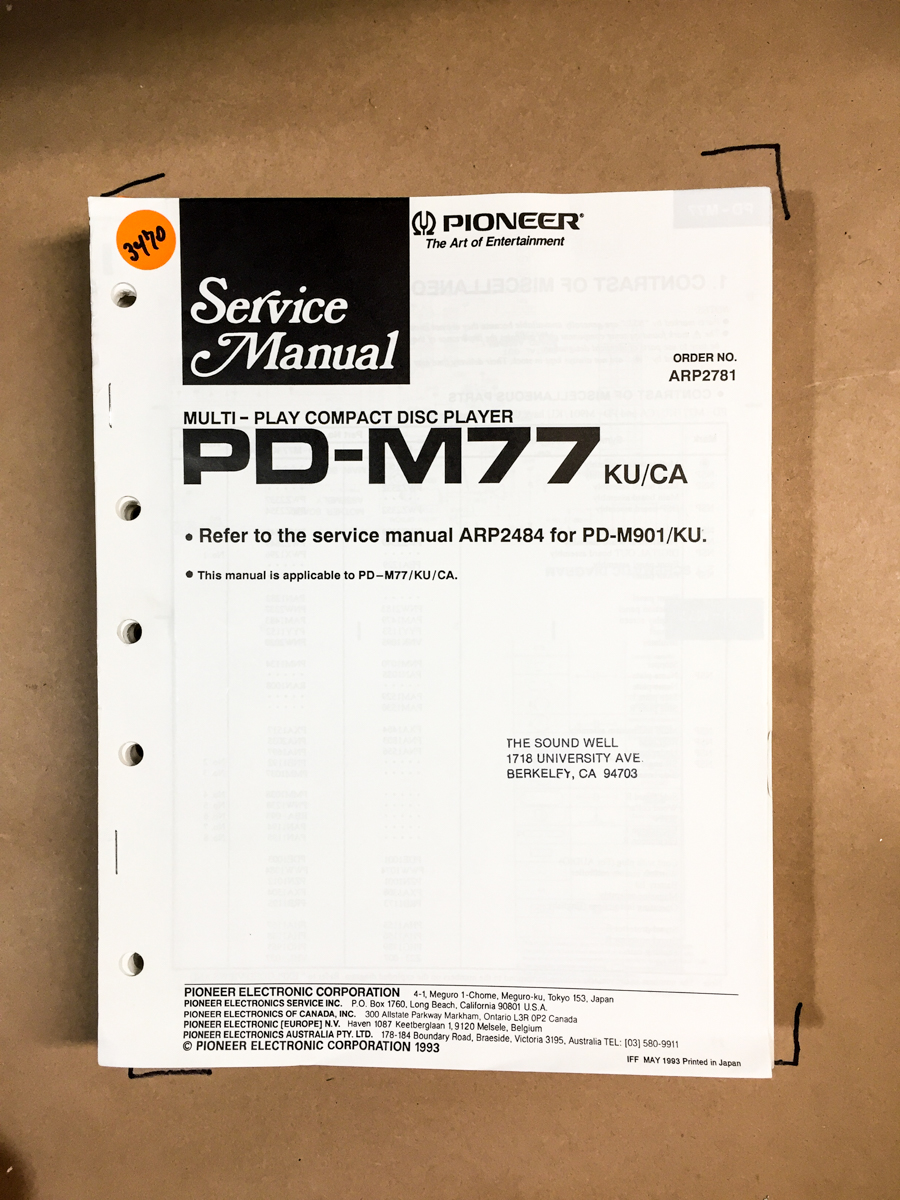 3470
PIONEER®
The Art of Entertainment
Service
Manual
ORDER NO.
ARP2781
MULTI-PLAY COMPACT DISC PLAYER
PD-M77 KU/CA
● Refer to the service manual ARP2484 for PD-M901/KU.
● This manual is applicable to PD-M77/KU/CA.
THE SOUND WELL
1718 UNIVERSITY AVE.
BERKELEY, CA 94703
PIONEER ELECTRONIC CORPORATION 4-1, Meguro 1-Chome, Meguro-ku, Tokyo 153, Japan
PIONEER ELECTRONICS SERVICE INC. P.O. Box 1760, Long Beach, California 90801 U.S.A.
PIONEER ELECTRONICS OF CANADA, INC. 300 Allstate Parkway Markham, Ontario L3R 0P2 Canada
PIONEER ELECTRONIC [EUROPE] N.V. Haven 1087 Keetberglaan 1, 9120 Melsele, Belgium
PIONEER ELECTRONICS AUSTRALIA PTY. LTD. 178-184 Boundary Road, Braeside, Victoria 3195, Australia TEL: [03] 580-9911
© PIONEER ELECTRONIC CORPORATION 1993
IFF MAY 1993 Printed in Japan